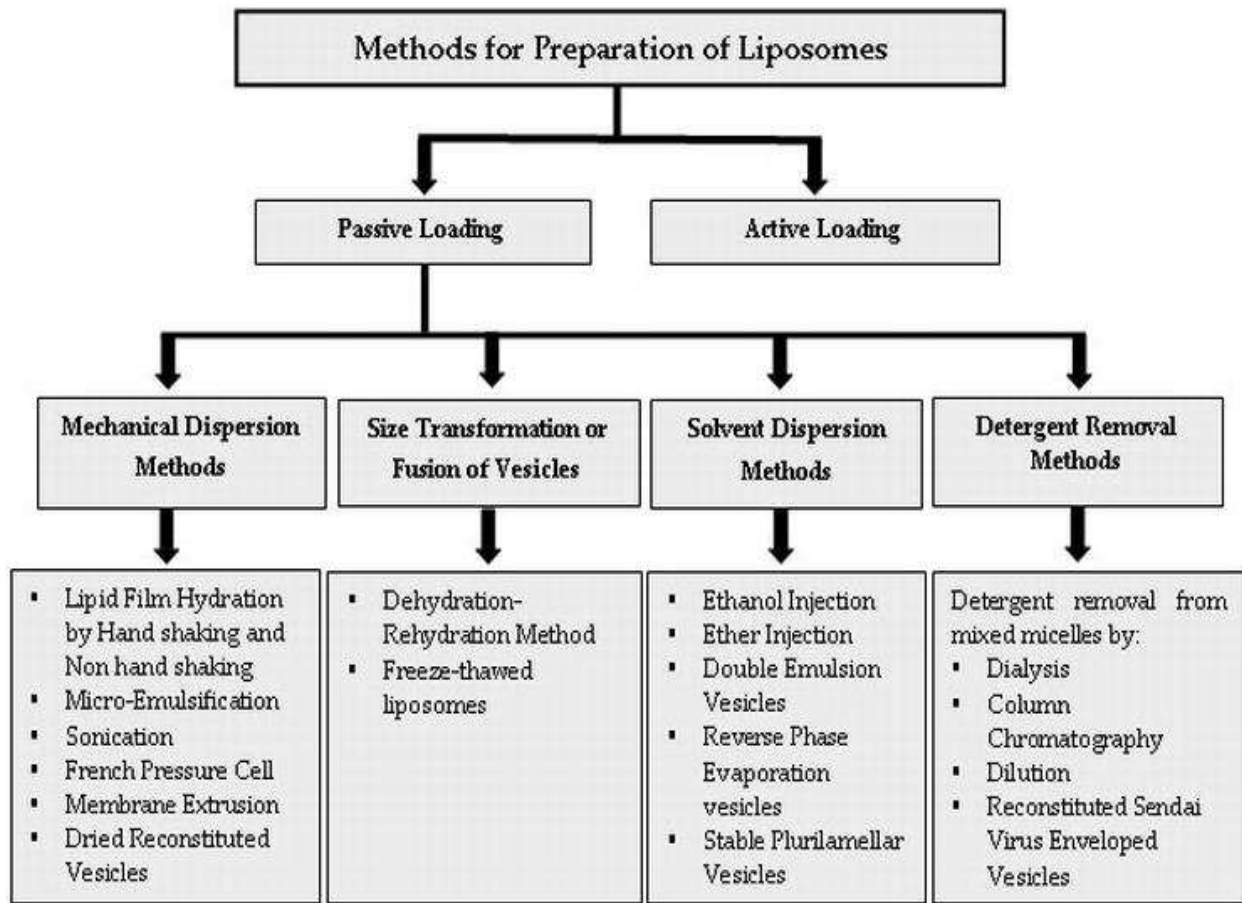 Methods for Preparation of Liposomes
Passive Loading
Active Loading
Mechanical Dispersion
Methods
Size Transformation or
Fusion of Vesicles
Solvent Dispersion
Methods
Detergent Removal
Methods
▪ Lipid Film Hydration
by Hand shaking and
Non hand shaking
▪ Micro-Emulsification
▪ Sonication
▪ French Pressure Cell
▪ Membrane Extrusion
▪ Dried Reconstituted
Vesicles
▪ Dehydration-
Rehydration Method
▪ Freeze-thawed
liposomes
▪ Ethanol Injection
▪ Ether Injection
▪ Double Emulsion
Vesicles
▪ Reverse Phase
Evaporation
vesicles
▪ Stable Plurilamellar
Vesicles
Detergent removal from
mixed micelles by:
▪ Dialysis
▪ Column
Chromatography
▪ Dilution
▪ Reconstituted Sendai
Virus Enveloped
Vesicles